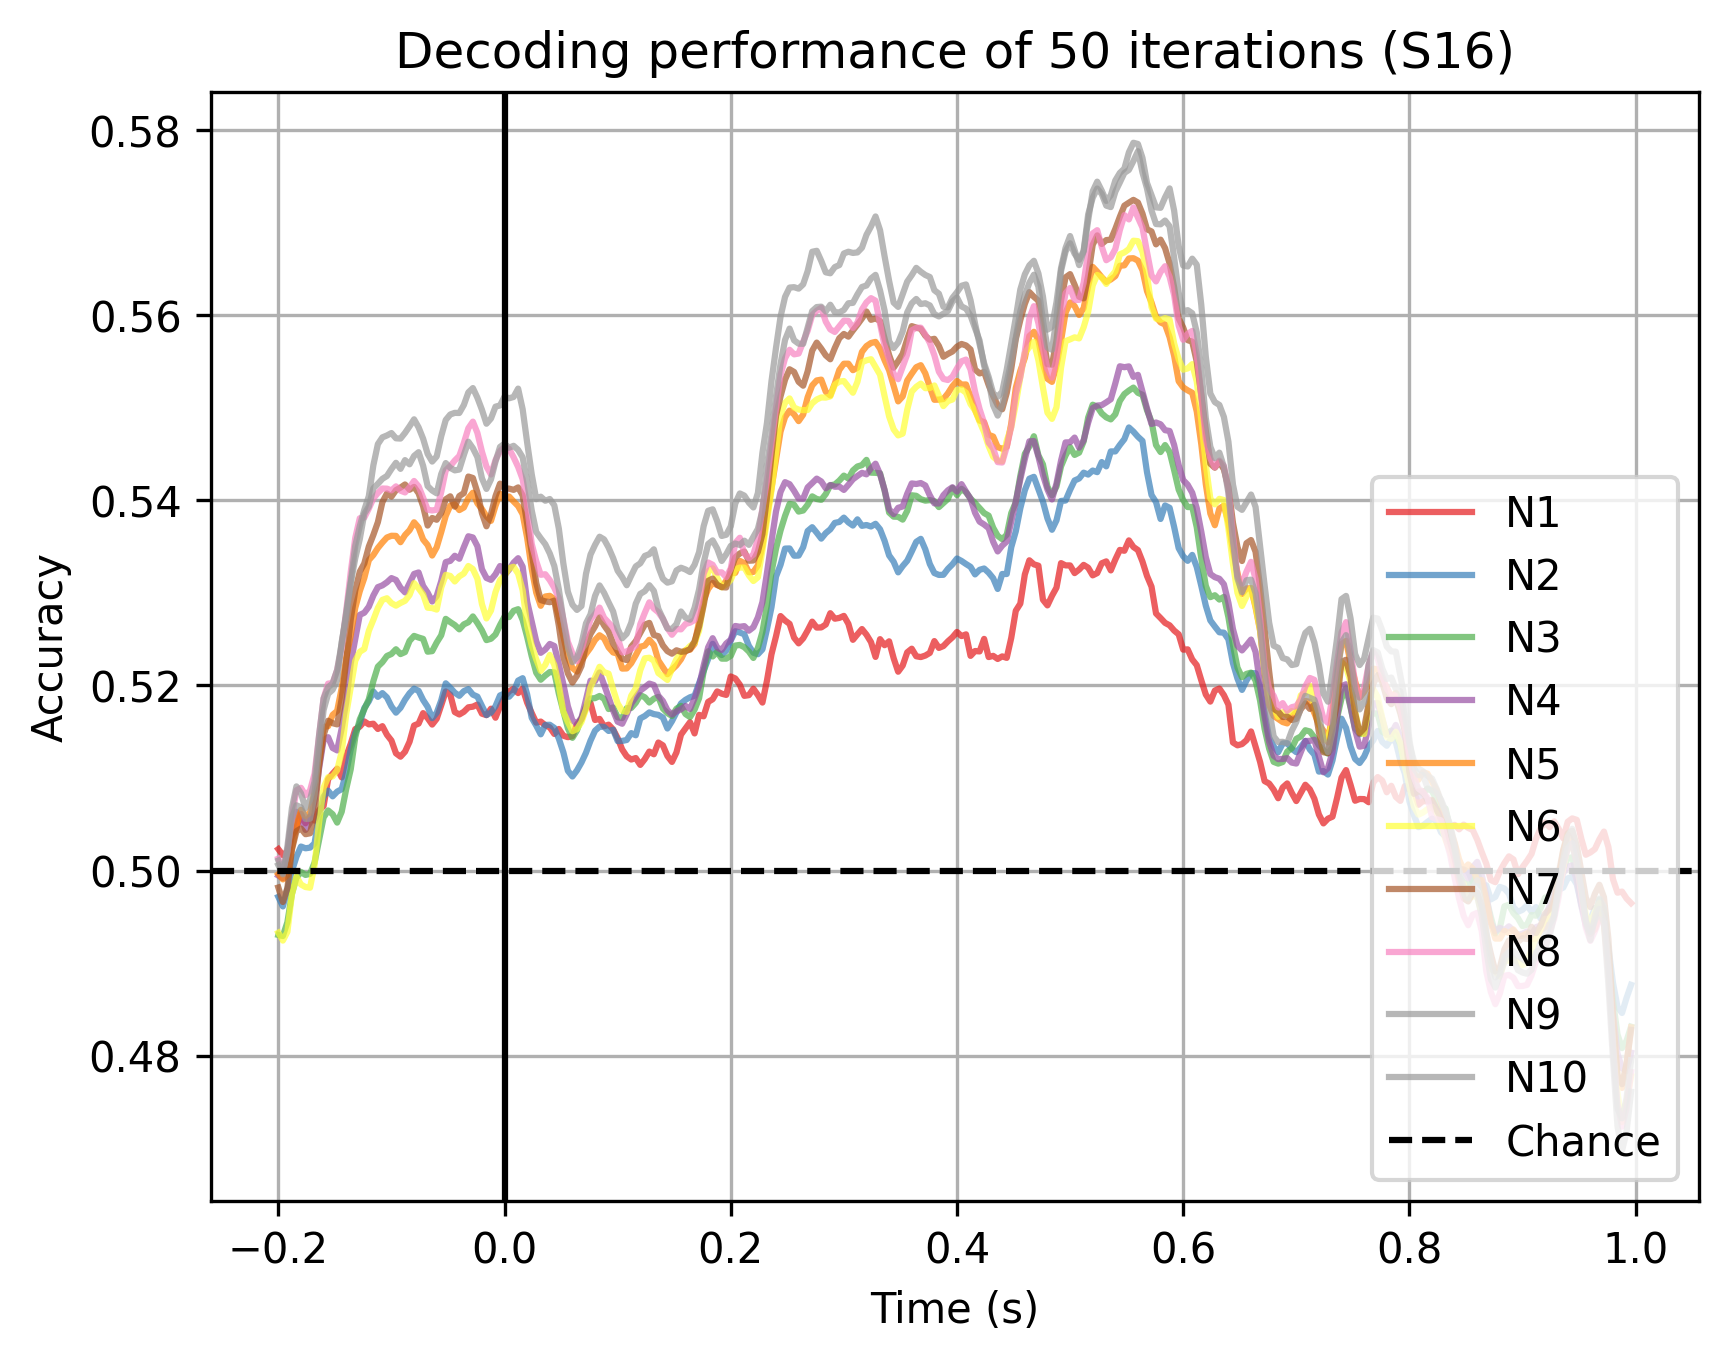 Decoding performance of 50 iterations (S16)
0.58
0.56
0.54
0.52
0.50
0.48
Accuracy
−0.2
0.0
0.2
0.4
0.6
0.8
1.0
Time (s)
N1
N2
N3
N4
N5
N6
N7
N8
N9
N10
Chance